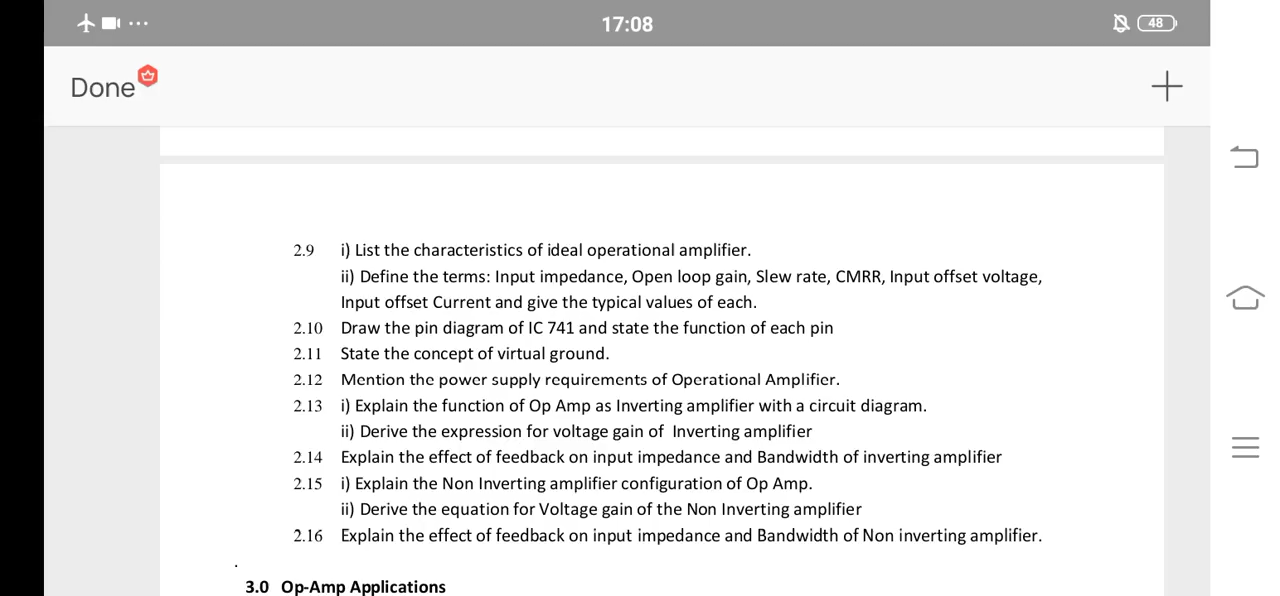 17:08
48
Done
2.9 i) List the characteristics of ideal operational amplifier.
ii) Define the terms: Input impedance, Open loop gain, Slew rate, CMRR, Input offset voltage,
Input offset Current and give the typical values of each.
2.10 Draw the pin diagram of IC 741 and state the function of each pin
2.11 State the concept of virtual ground.
2.12 Mention the power supply requirements of Operational Amplifier.
2.13 i) Explain the function of Op Amp as Inverting amplifier with a circuit diagram.
ii) Derive the expression for voltage gain of Inverting amplifier
2.14 Explain the effect of feedback on input impedance and Bandwidth of inverting amplifier
2.15 i) Explain the Non Inverting amplifier configuration of Op Amp.
ii) Derive the equation for Voltage gain of the Non Inverting amplifier
2.16 Explain the effect of feedback on input impedance and Bandwidth of Non inverting amplifier.
.
3.0 Op-Amp Applications